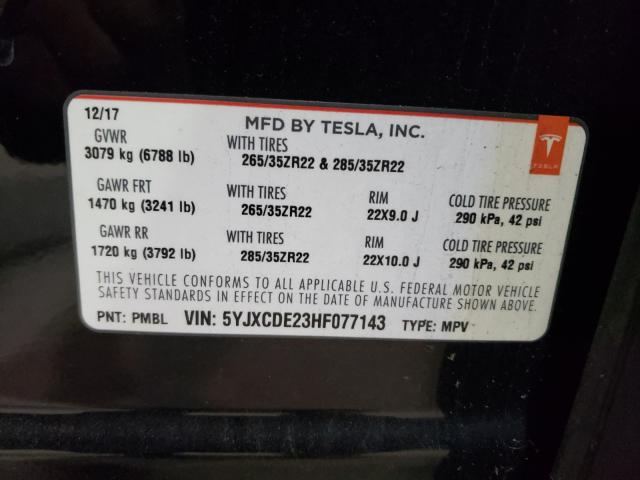 12/17
MFD BY TESLA, INC.
GVWR
3079 kg (6788 lb)
WITH TIRES
265/35ZR22 & 285/35ZR22
TESLA
GAWR FRT
1470 kg (3241 lb)
WITH TIRES
265/35ZR22
RIM
22X9.0 J
COLD TIRE PRESSURE
290 kPa, 42 psi
GAWR RR
1720 kg (3792 lb)
WITH TIRES
285/35ZR22
RIM
22X10.0 J
COLD TIRE PRESSURE
290 kPa, 42 psi
THIS VEHICLE CONFORMS TO ALL APPLICABLE U.S. FEDERAL MOTOR VEHICLE
SAFETY STANDARDS IN EFFECT ON THE DATE OF MANUFACTURE SHOWN ABOVE.
PNT: PMBL VIN: 5YJXCDE23HF077143 TYPE: MPV